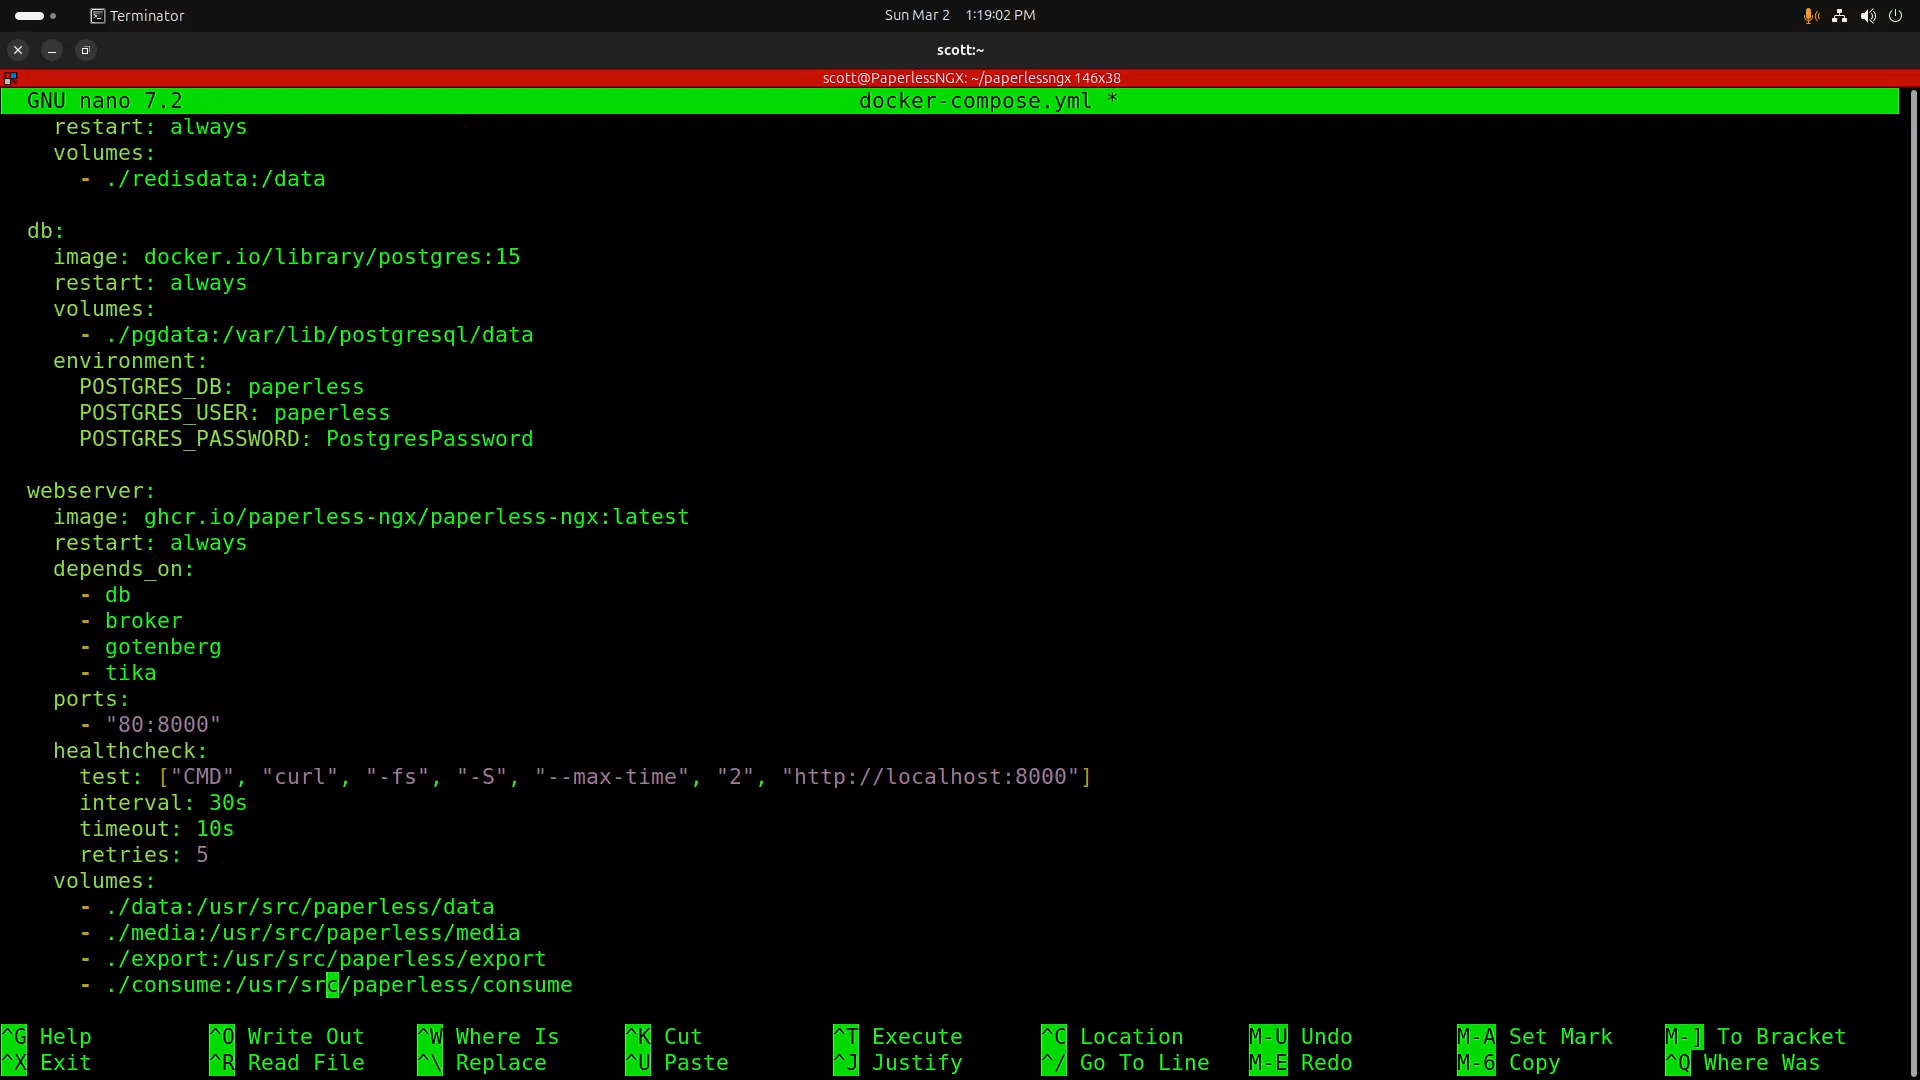 Terminator
Sun Mar 2 1:19:02 PM
scott:~
scott@PaperlessNGX: ~/paperlessngx 146x38
GNU nano 7.2 docker-compose.yml *
    restart: always
    volumes:
      - ./redisdata:/data

  db:
    image: docker.io/library/postgres:15
    restart: always
    volumes:
      - ./pgdata:/var/lib/postgresql/data
    environment:
      POSTGRES_DB: paperless
      POSTGRES_USER: paperless
      POSTGRES_PASSWORD: PostgresPassword

  webserver:
    image: ghcr.io/paperless-ngx/paperless-ngx:latest
    restart: always
    depends_on:
      - db
      - broker
      - gotenberg
      - tika
    ports:
      - "80:8000"
    healthcheck:
      test: ["CMD", "curl", "-fs", "-S", "--max-time", "2", "http://localhost:8000"]
      interval: 30s
      timeout: 10s
      retries: 5
    volumes:
      - ./data:/usr/src/paperless/data
      - ./media:/usr/src/paperless/media
      - ./export:/usr/src/paperless/export
      - ./consume:/usr/src/paperless/consume

^G Help ^O Write Out ^W Where Is ^K Cut ^T Execute ^C Location M-U Undo M-A Set Mark M-] To Bracket
^X Exit ^R Read File ^\ Replace ^U Paste ^J Justify ^/ Go To Line M-E Redo M-6 Copy ^Q Where Was